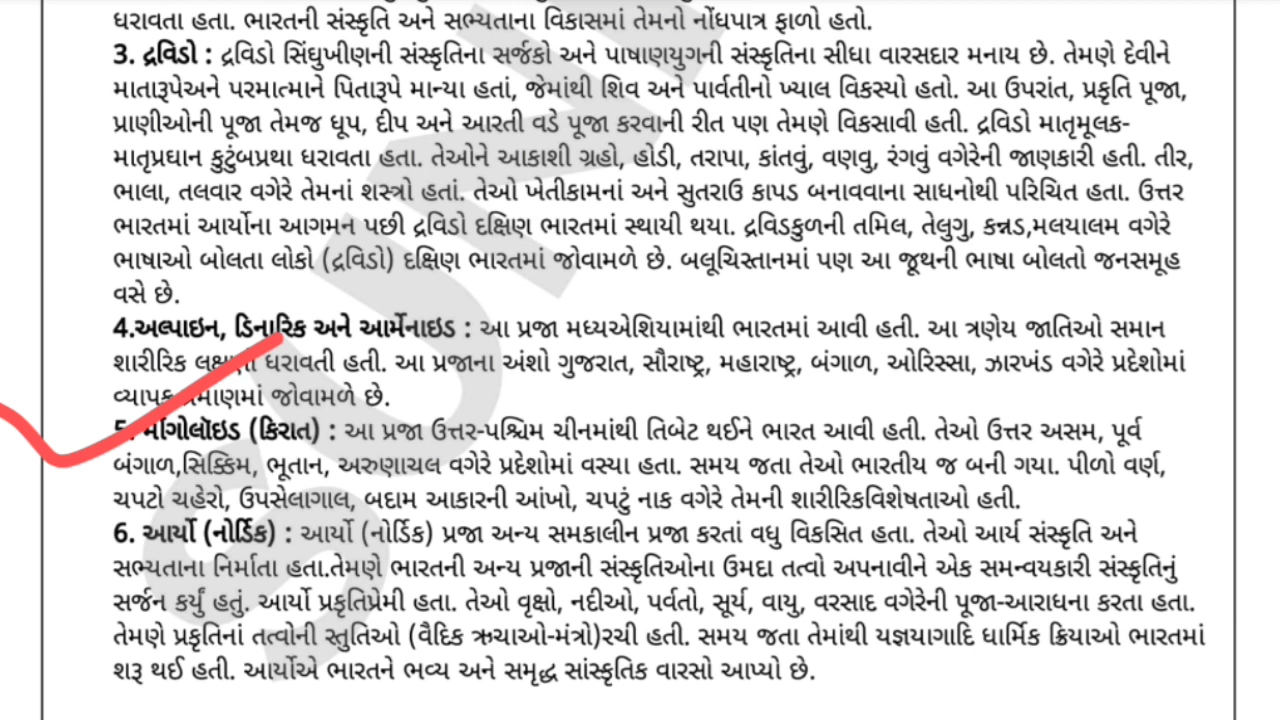 ધરાવતા હતા. ભારતની સંસ્કૃતિ અને સભ્યતાના વિકાસમાં તેમનો નોંધપાત્ર ફાળો હતો.
3. દ્રવિડો : દ્રવિડો સિંઘુખીણની સંસ્કૃતિના સર્જકો અને પાષાણયુગની સંસ્કૃતિના સીધા વારસદાર મનાય છે. તેમણે દેવીને
માતારૂપેઅને પરમાત્માને પિતારૂપે માન્યા હતાં, જેમાંથી શિવ અને પાર્વતીનો ખ્યાલ વિકસ્યો હતો. આ ઉપરાંત, પ્રકૃતિ પૂજા,
પ્રાણીઓની પૂજા તેમજ ધૂપ, દીપ અને આરતી વડે પૂજા કરવાની રીત પણ તેમણે વિકસાવી હતી. દ્રવિડો માતૃમૂલક-
માતૃપ્રઘાન કુટુંબપ્રથા ધરાવતા હતા. તેઓને આકાશી ગ્રહો, હોડી, તરાપા, કાંતવું, વણવુ, રંગવું વગેરેની જાણકારી હતી. તીર,
ભાલા, તલવાર વગેરે તેમનાં શસ્ત્રો હતાં. તેઓ ખેતીકામનાં અને સુતરાઉ કાપડ બનાવવાના સાધનોથી પરિચિત હતા. ઉત્તર
ભારતમાં આર્યોના આગમન પછી દ્રવિડો દક્ષિણ ભારતમાં સ્થાયી થયા. દ્રવિડકુળની તમિલ, તેલુગુ, કન્નડ,મલયાલમ વગેરે
ભાષાઓ બોલતા લોકો (દ્રવિડો) દક્ષિણ ભારતમાં જોવામળે છે. બલૂચિસ્તાનમાં પણ આ જૂથની ભાષા બોલતો જનસમૂહ
વસે છે.
4.અલ્પાઇન, ડિનારિક અને આર્મેનાઇડ : આ પ્રજા મધ્યએશિયામાંથી ભારતમાં આવી હતી. આ ત્રણેય જાતિઓ સમાન
શારીરિક લક્ષણો ધરાવતી હતી. આ પ્રજાના અંશો ગુજરાત, સૌરાષ્ટ્ર, મહારાષ્ટ્ર, બંગાળ, ઓરિસ્સા, ઝારખંડ વગેરે પ્રદેશોમાં
વ્યાપક પ્રમાણમાં જોવામળે છે.
5. મોંગોલૉઇડ (કિરાત) : આ પ્રજા ઉત્તર-પશ્ચિમ ચીનમાંથી તિબેટ થઈને ભારત આવી હતી. તેઓ ઉત્તર અસમ, પૂર્વ
બંગાળ,સિક્કિમ, ભૂતાન, અરુણાચલ વગેરે પ્રદેશોમાં વસ્યા હતા. સમય જતા તેઓ ભારતીય જ બની ગયા. પીળો વર્ણ,
ચપટો ચહેરો, ઉપસેલાગાલ, બદામ આકારની આંખો, ચપટું નાક વગેરે તેમની શારીરિકવિશેષતાઓ હતી.
6. આર્યો (નોર્ડિક) : આર્યો (નોર્ડિક) પ્રજા અન્ય સમકાલીન પ્રજા કરતાં વધુ વિકસિત હતા. તેઓ આર્ય સંસ્કૃતિ અને
સભ્યતાના નિર્માતા હતા.તેમણે ભારતની અન્ય પ્રજાની સંસ્કૃતિઓના ઉમદા તત્વો અપનાવીને એક સમન્વયકારી સંસ્કૃતિનું
સર્જન કર્યું હતું. આર્યો પ્રકૃતિપ્રેમી હતા. તેઓ વૃક્ષો, નદીઓ, પર્વતો, સૂર્ય, વાયુ, વરસાદ વગેરેની પૂજા-આરાધના કરતા હતા.
તેમણે પ્રકૃતિનાં તત્વોની સ્તુતિઓ (વૈદિક ઋચાઓ-મંત્રો)રચી હતી. સમય જતા તેમાંથી યજ્ઞયાગાદિ ધાર્મિક ક્રિયાઓ ભારતમાં
શરૂ થઈ હતી. આર્યોએ ભારતને ભવ્ય અને સમૃદ્ધ સાંસ્કૃતિક વારસો આપ્યો છે.